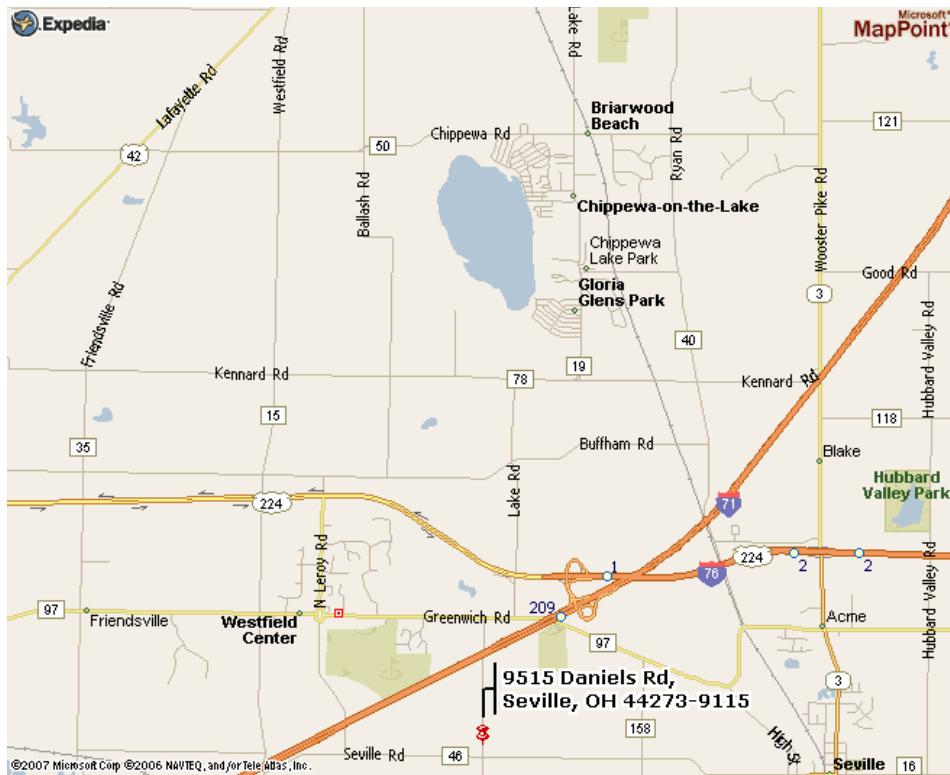 Expedia®
Microsoft®
MapPoint®
Lafayette Rd
Westfield Rd
Lake Rd
Briarwood
Beach
121
Chippewa Rd
50
42
Ryan Rd
Ballash Rd
Wooster Pike Rd
Chippewa-on-the-Lake
Chippewa
Lake Park
Good Rd
Gloria
Glens Park
3
Friendsville Rd
Hubbard Valley Rd
40
19
Kennard Rd
78
Kennard Rd
15
118
35
Buffham Rd
Blake
Lake Rd
Hubbard
Valley Park
224
71
N Leroy Rd
1
76
224
2
2
Hubbard Valley Rd
97
Friendsville
Westfield
Center
Greenwich Rd
209
97
Acme
9515 Daniels Rd,
Seville, OH 44273-9115
3
158
High St
Seville Rd
46
Seville
16
©2007 Microsoft Corp ©2006 NAVTEQ, and/or Tele Atlas, Inc.